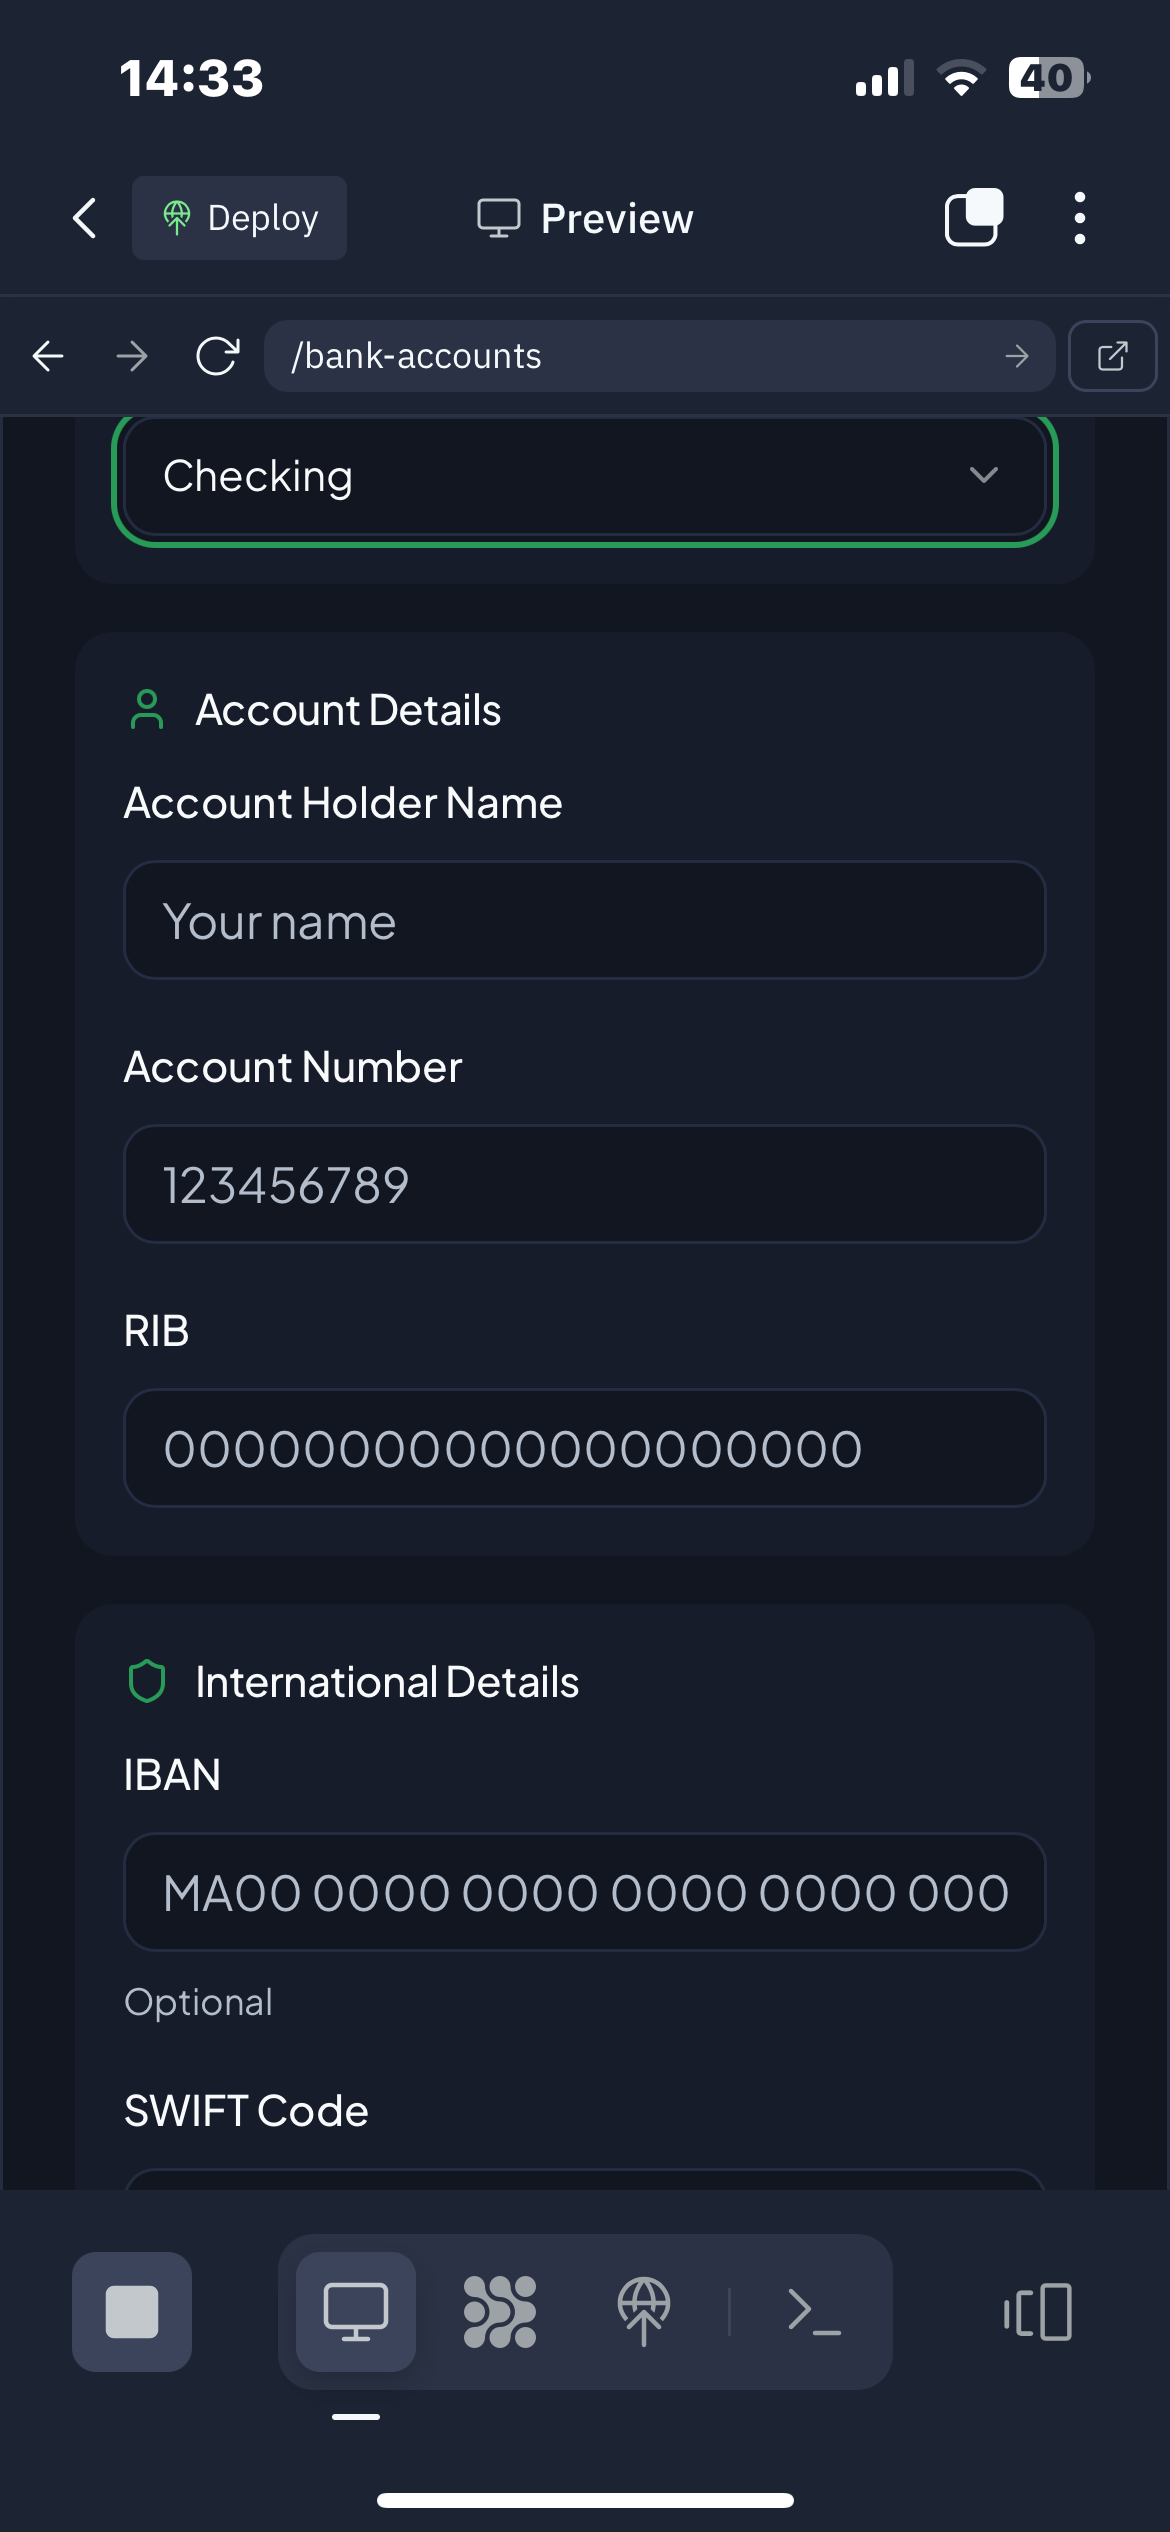 14:33
40
Deploy
Preview
/bank-accounts
Checking
Account Details
Account Holder Name
Your name
Account Number
123456789
RIB
00000000000000000000
International Details
IBAN
MA00 0000 0000 0000 0000 000
Optional
SWIFT Code